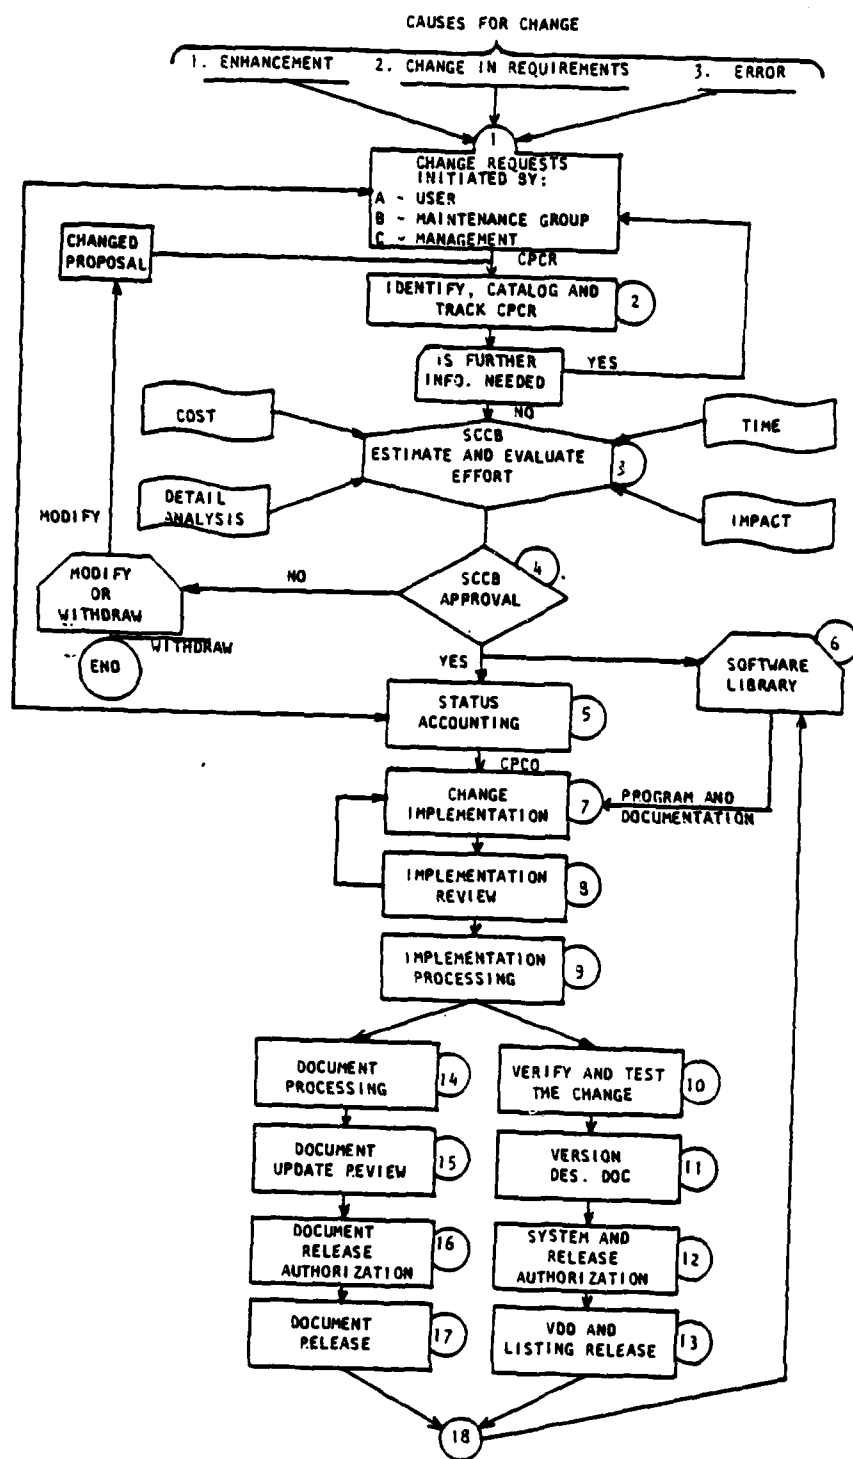 CAUSES FOR CHANGE
1. ENHANCEMENT 2. CHANGE IN REQUIREMENTS 3. ERROR
1
CHANGE REQUESTS
INITIATED BY:
A - USER
B - MAINTENANCE GROUP
C - MANAGEMENT
CHANGED
PROPOSAL
CPCR
IDENTIFY, CATALOG AND
TRACK CPCR
2
IS FURTHER
INFO. NEEDED
YES
NO
COST
TIME
SCCB
ESTIMATE AND EVALUATE
EFFORT
3
DETAIL
ANALYSIS
IMPACT
MODIFY
4
SCCB
APPROVAL
NO
MODIFY
OR
WITHDRAW
WITHDRAW
END
YES
6
SOFTWARE
LIBRARY
STATUS
ACCOUNTING
5
CPCO
CHANGE
IMPLEMENTATION
7
PROGRAM AND
DOCUMENTATION
IMPLEMENTATION
REVIEW
8
IMPLEMENTATION
PROCESSING
9
DOCUMENT
PROCESSING
14
VERIFY AND TEST
THE CHANGE
10
DOCUMENT
UPDATE REVIEW
15
VERSION
DES. DOC
11
DOCUMENT
RELEASE
AUTHORIZATION
16
SYSTEM AND
RELEASE
AUTHORIZATION
12
DOCUMENT
RELEASE
17
VDD AND
LISTING RELEASE
13
18